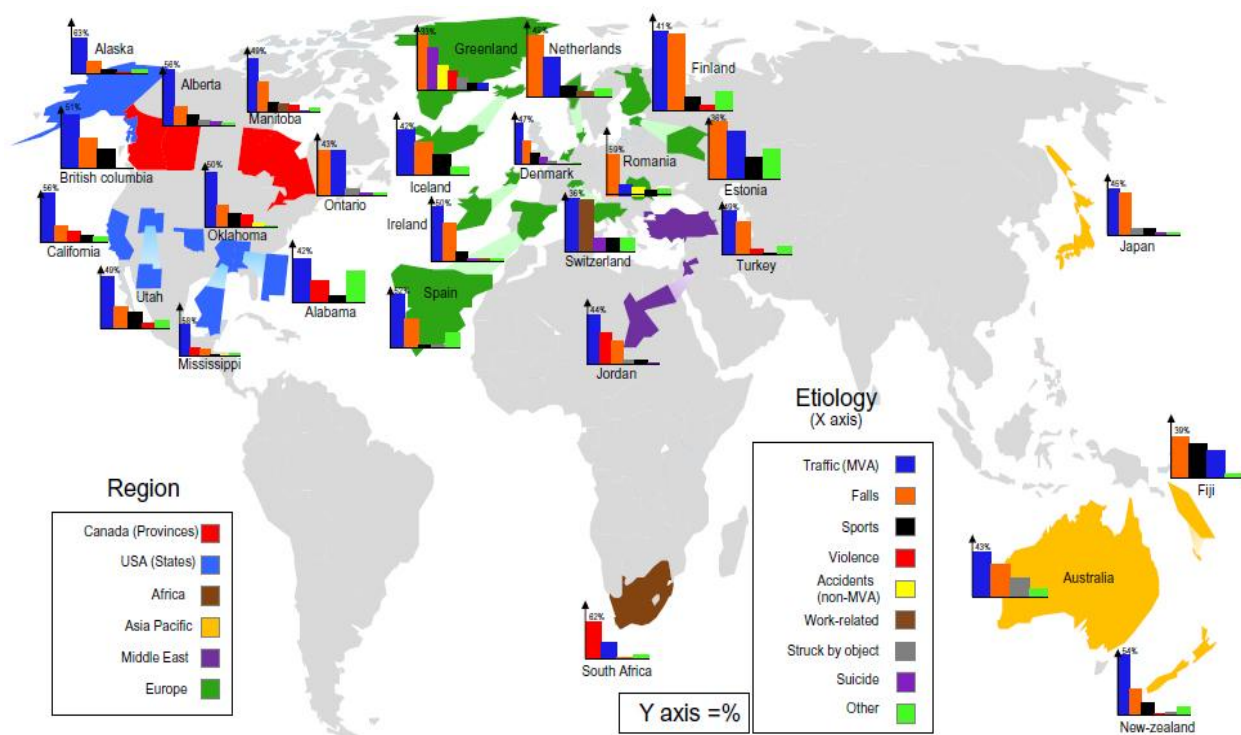 63%
Alaska
56%
Alberta
49%
Manitoba
33%
Greenland
49%
Netherlands
41%
Finland
51%
British columbia
43%
Ontario
42%
Iceland
47%
Denmark
59%
Romania
36%
Estonia
56%
California
50%
Oklahoma
50%
Ireland
36%
Switzerland
49%
Turkey
46%
Japan
49%
Utah
42%
Alabama
58%
Mississippi
Spain
44%
Jordan
39%
Fiji
43%
Australia
62%
South Africa
54%
New-zealand
Region
Canada (Provinces)
USA (States)
Africa
Asia Pacific
Middle East
Europe
Y axis =%
Etiology
(X axis)
Traffic (MVA)
Falls
Sports
Violence
Accidents
(non-MVA)
Work-related
Struck by object
Suicide
Other